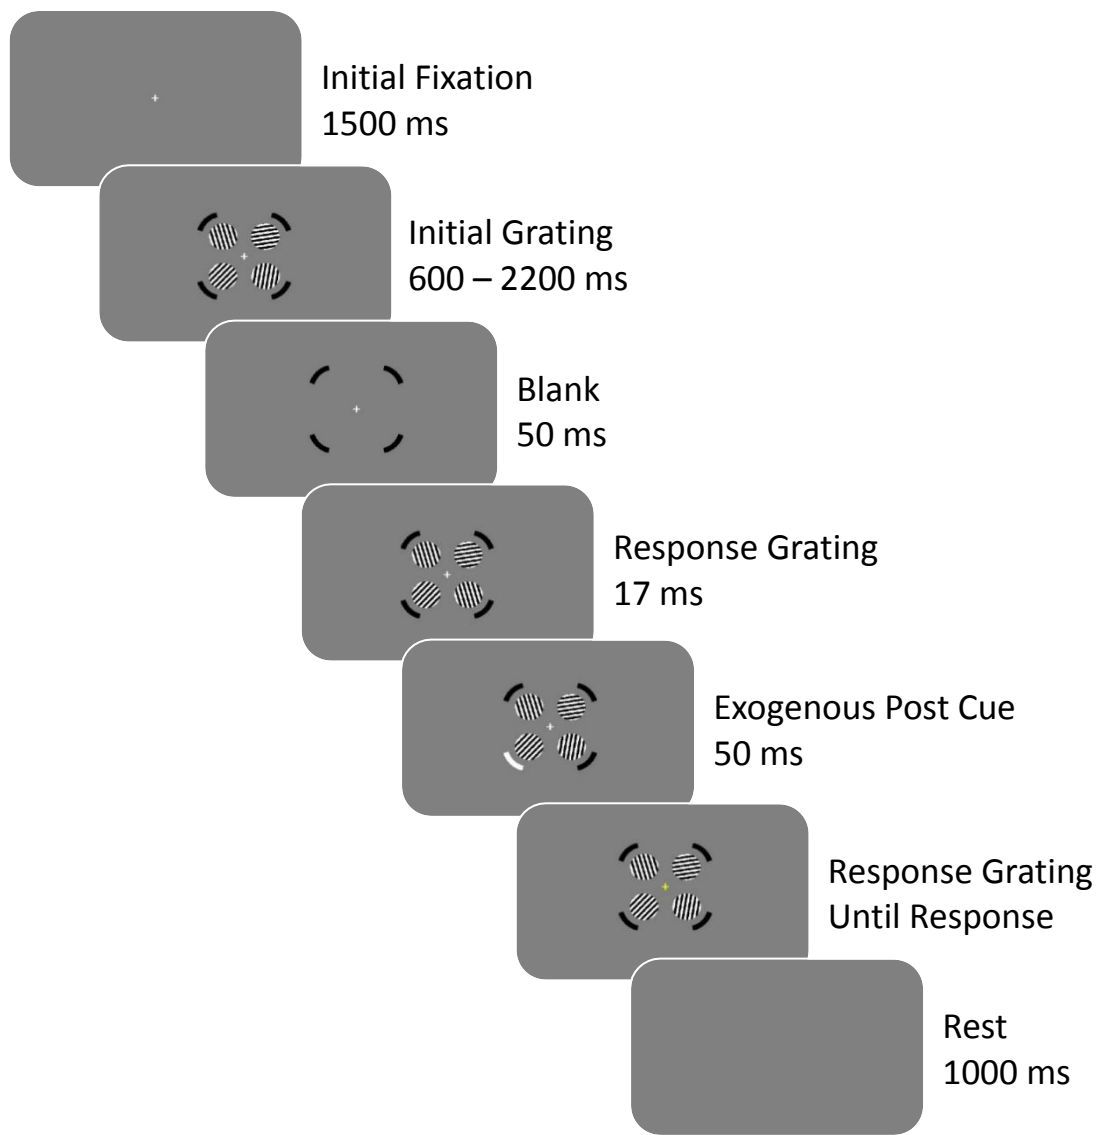 Initial Fixation
1500 ms
Initial Grating
600 – 2200 ms
Blank
50 ms
Response Grating
17 ms
Exogenous Post Cue
50 ms
Response Grating
Until Response
Rest
1000 ms